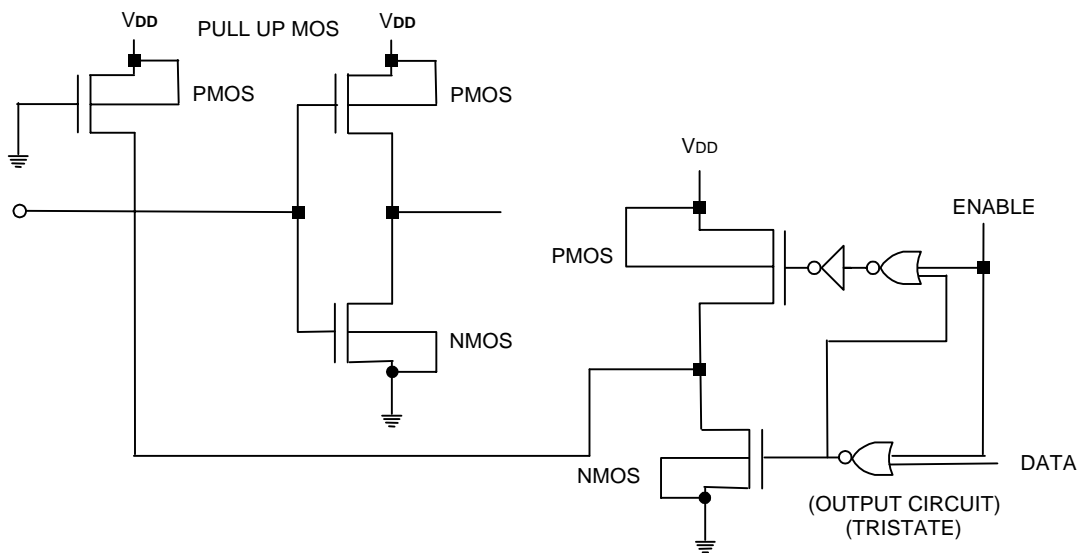 VDD
PULL UP MOS
VDD
PMOS
PMOS
VDD
ENABLE
PMOS
NMOS
NMOS
DATA
(OUTPUT CIRCUIT)
(TRISTATE)